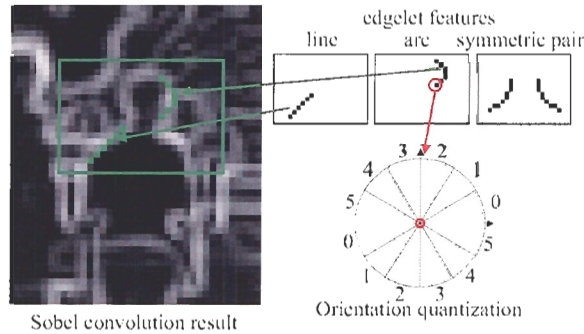 edgelet features
line arc symmetric pair
3 2
4 1
5 0
0 5
1 4
2 3
Orientation quantization
Sobel convolution result